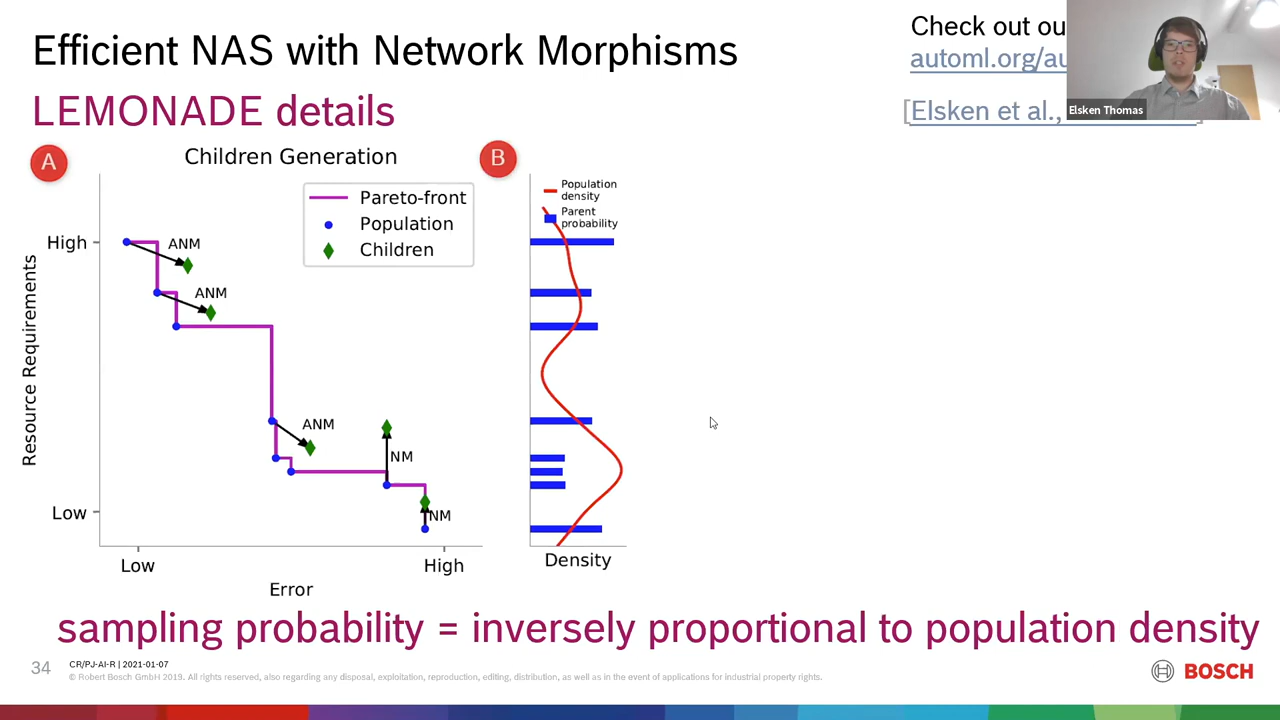 Efficient NAS with Network Morphisms
LEMONADE details
Check out
automl.org/
[Elsken et al.,
Elsken Thomas
A
Children Generation
Pareto-front
Population
Children
High
Low
Resource Requirements
ANM
ANM
ANM
NM
NM
Low
High
Error
B
Population
density
Parent
probability
Density
sampling probability = inversely proportional to population density
34
CR/PJ-AI-R | 2021-01-07
© Robert Bosch GmbH 2019. All rights reserved, also regarding any disposal, exploitation, reproduction, editing, distribution, as well as in the event of applications for industrial property rights.
BOSCH